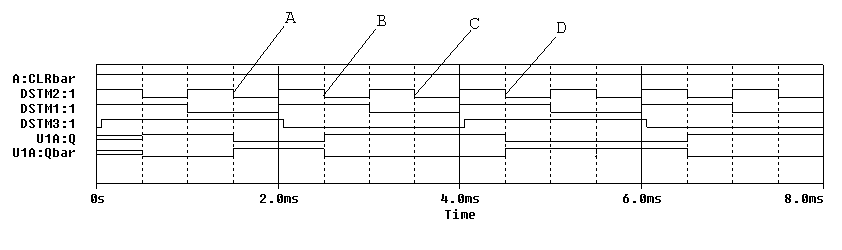 A
B
C
D
A:CLRbar
DSTM2:1
DSTM1:1
DSTM3:1
U1A:Q
U1A:Qbar
0s 2.0ms 4.0ms 6.0ms 8.0ms
Time